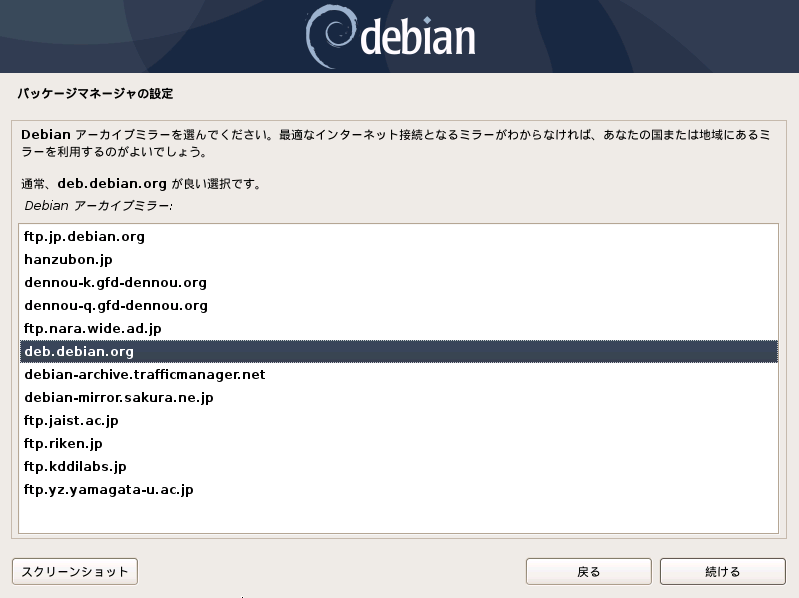 debian
パッケージマネージャの設定
Debian アーカイブミラーを選んでください。最適なインターネット接続となるミラーがわからなければ、あなたの国または地域にあるミ
ラーを利用するのがよいでしょう。
通常、deb.debian.org が良い選択です。
Debian アーカイブミラー:
ftp.jp.debian.org
hanzubon.jp
dennou-k.gfd-dennou.org
dennou-q.gfd-dennou.org
ftp.nara.wide.ad.jp
deb.debian.org
debian-archive.trafficmanager.net
debian-mirror.sakura.ne.jp
ftp.jaist.ac.jp
ftp.riken.jp
ftp.kddilabs.jp
ftp.yz.yamagata-u.ac.jp
スクリーンショット
戻る
続ける